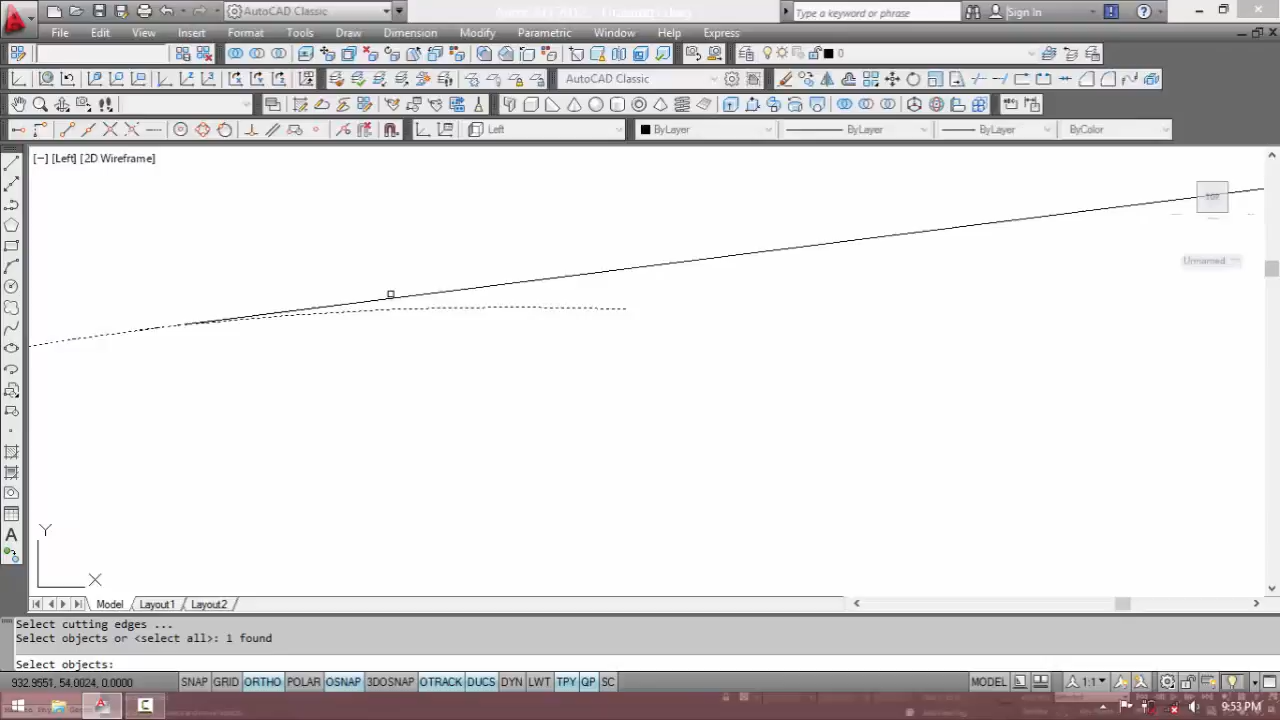 AutoCAD Classic
Type a keyword or phrase
Sign In
File Edit View Insert Format Tools Draw Dimension Modify Parametric Window Help Express
0
AutoCAD Classic
Left
ByLayer
ByLayer
ByLayer
ByColor
[−] [Left] [2D Wireframe]
TOP
Unnamed
Y
X
A
Model Layout1 Layout2
Select cutting edges ...
Select objects or <select all>: 1 found
Select objects:
932.9551, 54.0024, 0.0000
SNAP GRID ORTHO POLAR OSNAP 3DOSNAP OTRACK DUCS DYN LWT TPY QP SC
MODEL
1:1
9:53 PM